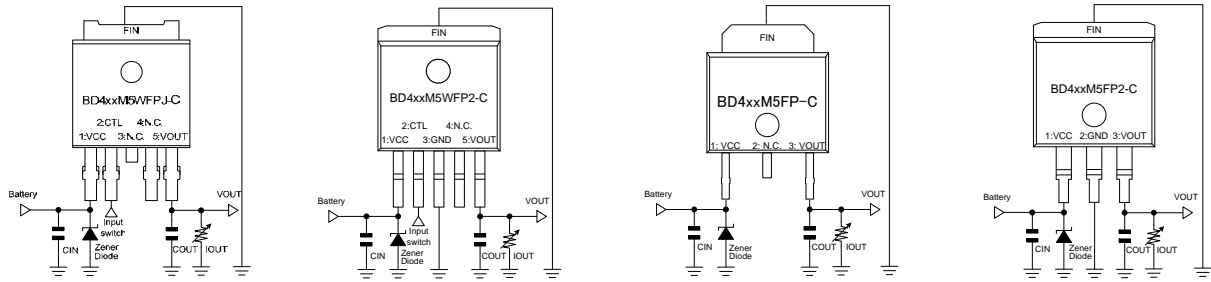 FIN
BD4xxM5WFPJ-C
2:CTL 4:N.C.
1:VCC 3:N.C. 5:VOUT
Battery
VOUT
Input
switch
CIN
Zener
Diode
COUT
IOUT
FIN
BD4xxM5WFP2-C
2:CTL 4:N.C.
1:VCC 3:GND 5:VOUT
Battery
VOUT
Input
switch
CIN
Zener
Diode
COUT
IOUT
FIN
BD4xxM5FP-C
1: VCC 2: N.C. 3: VOUT
Battery
VOUT
CIN
Zener
Diode
COUT
IOUT
FIN
BD4xxM5FP2-C
1:VCC 2:GND 3:VOUT
Battery
VOUT
CIN
Zener
Diode
COUT
IOUT